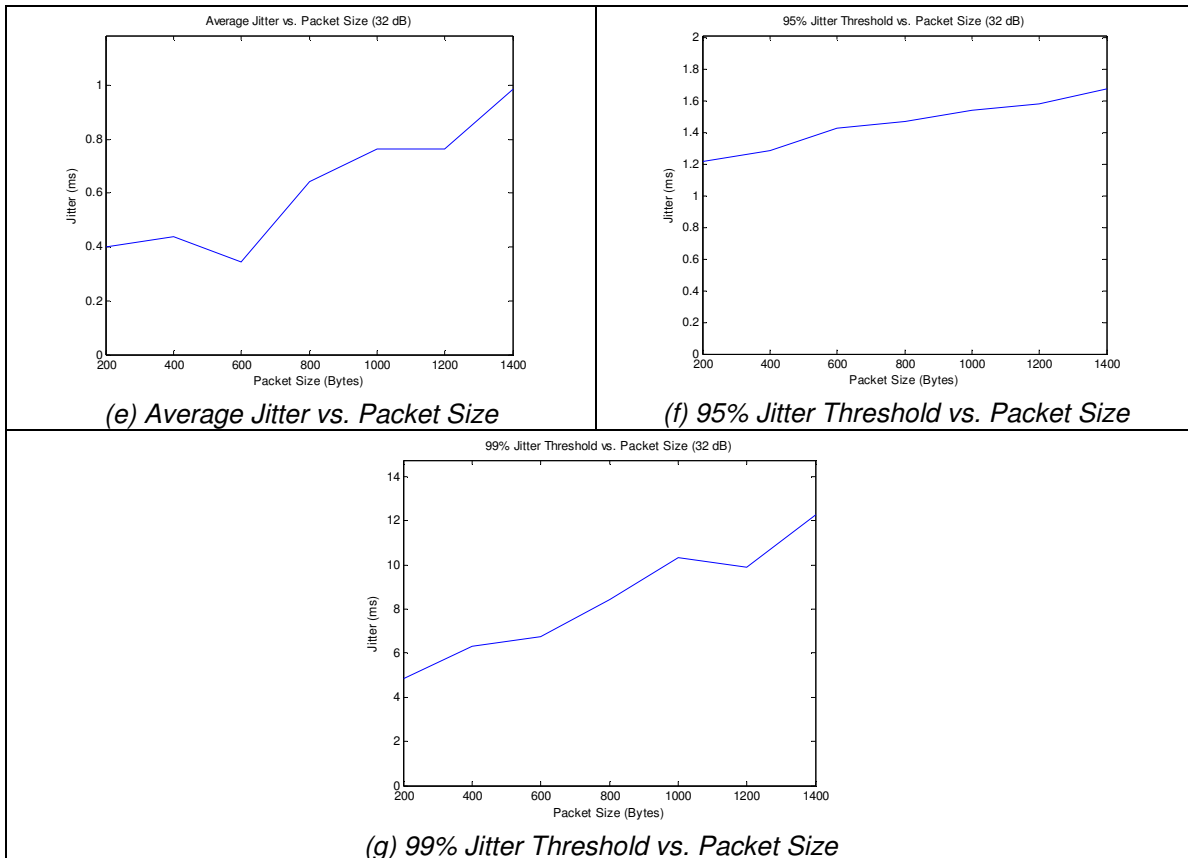 Average Jitter vs. Packet Size (32 dB)
1
0.8
0.6
0.4
0.2
0
Jitter (ms)
200 400 600 800 1000 1200 1400
Packet Size (Bytes)
(e) Average Jitter vs. Packet Size
95% Jitter Threshold vs. Packet Size (32 dB)
2
1.8
1.6
1.4
1.2
1
0.8
0.6
0.4
0.2
0
Jitter (ms)
200 400 600 800 1000 1200 1400
Packet Size (Bytes)
(f) 95% Jitter Threshold vs. Packet Size
99% Jitter Threshold vs. Packet Size (32 dB)
14
12
10
8
6
4
2
0
Jitter (ms)
200 400 600 800 1000 1200 1400
Packet Size (Bytes)
(g) 99% Jitter Threshold vs. Packet Size